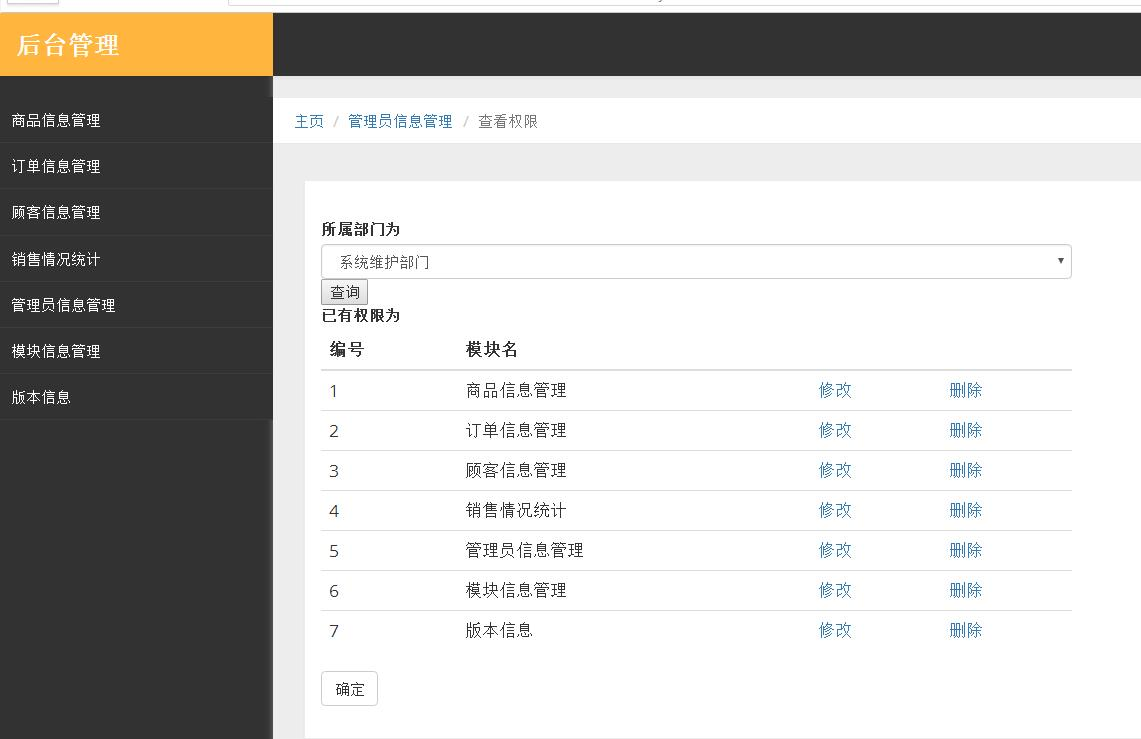 后台管理
商品信息管理
订单信息管理
顾客信息管理
销售情况统计
管理员信息管理
模块信息管理
版本信息
主页 / 管理员信息管理 / 查看权限
所属部门为
系统维护部门
查询
已有权限为
编号 模块名
1 商品信息管理 修改 删除
2 订单信息管理 修改 删除
3 顾客信息管理 修改 删除
4 销售情况统计 修改 删除
5 管理员信息管理 修改 删除
6 模块信息管理 修改 删除
7 版本信息 修改 删除
确定